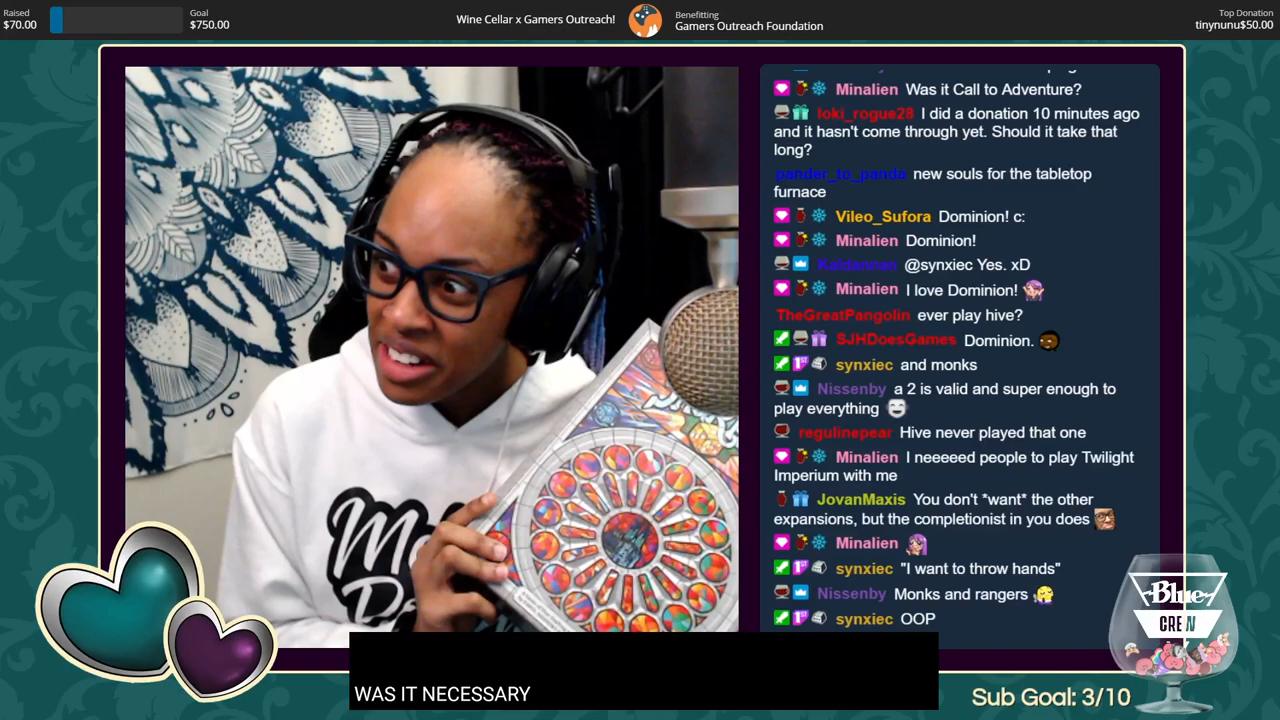 Raised
$70.00
Goal
$750.00
Wine Cellar x Gamers Outreach!
Benefitting
Gamers Outreach Foundation
Top Donation
tinynunu$50.00
Minalien Was it Call to Adventure?
loki_rogue28 I did a donation 10 minutes ago
and it hasn't come through yet. Should it take that
long?
pander_to_panda new souls for the tabletop
furnace
Vileo_Sufora Dominion! c:
Minalien Dominion!
Kaldannan @synxiec Yes. xD
Minalien I love Dominion!
TheGreatPangolin ever play hive?
SJHDoesGames Dominion.
1ST synxiec and monks
Nissenby a 2 is valid and super enough to
play everything
regulinepear Hive never played that one
Minalien I neeeeed people to play Twilight
Imperium with me
JovanMaxis You don't *want* the other
expansions, but the completionist in you does
Minalien
1ST synxiec "I want to throw hands"
Nissenby Monks and rangers
1ST synxiec OOP
Blue
CREW
WAS IT NECESSARY
Sub Goal: 3/10